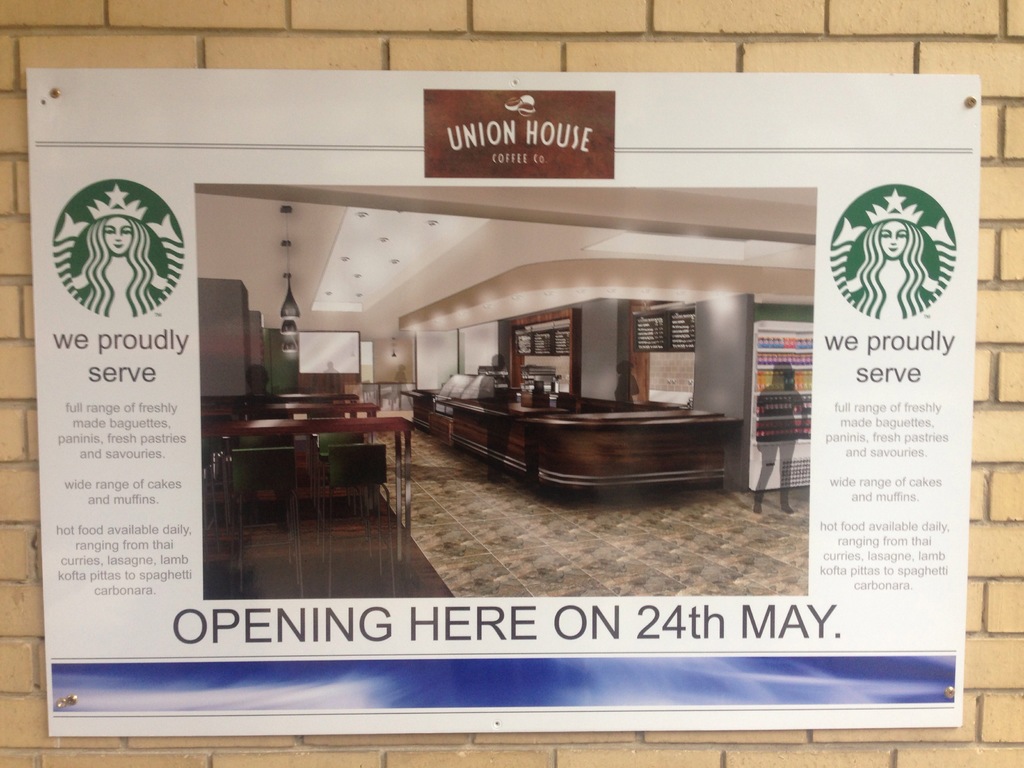 UNION HOUSE
COFFEE CO.
we proudly
serve
full range of freshly
made baguettes,
paninis, fresh pastries
and savouries.
wide range of cakes
and muffins.
hot food available daily,
ranging from thai
curries, lasagne, lamb
kofta pittas to spaghetti
carbonara.
we proudly
serve
full range of freshly
made baguettes,
paninis, fresh pastries
and savouries.
wide range of cakes
and muffins.
hot food available daily,
ranging from thai
curries, lasagne, lamb
kofta pittas to spaghetti
carbonara.
OPENING HERE ON 24th MAY.